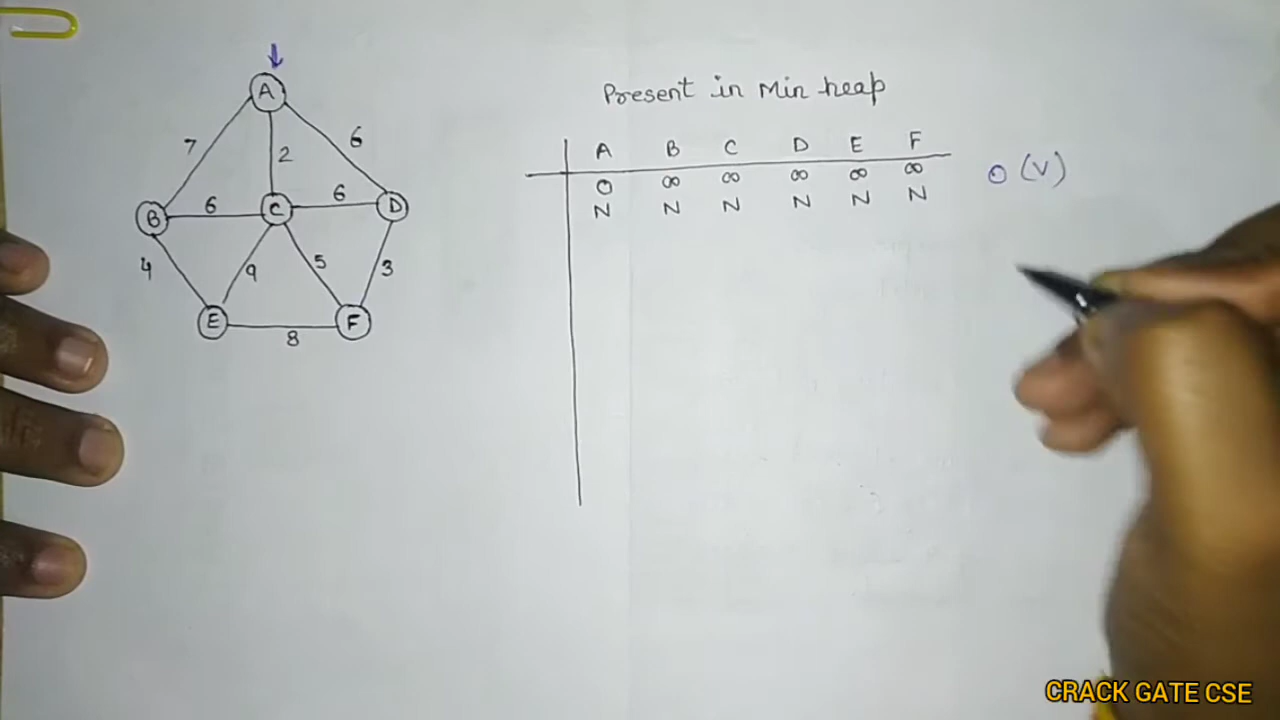 A
7
2
6
B
6
C
6
D
4
9
5
3
E
8
F
Present in Min heap
A B C D E F
0 ∞ ∞ ∞ ∞ ∞
N N N N N N
O(V)
CRACK GATE CSE